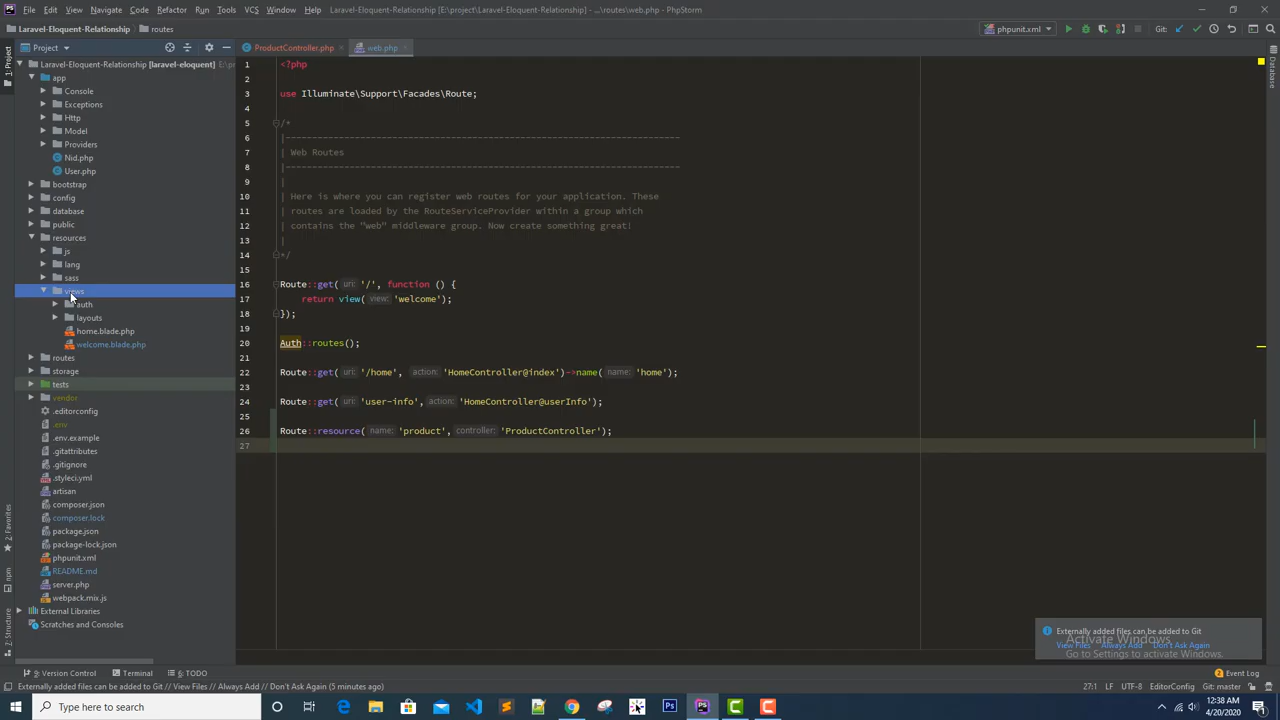 File Edit View Navigate Code Refactor Run Tools VCS Window Help Laravel-Eloquent-Relationship [E:\project\Laravel-Eloquent-Relationship] - ...\routes\web.php - PhpStorm
Laravel-Eloquent-Relationship routes
phpunit.xml Git:
Project ProductController.php web.php
1: Project
Database
Laravel-Eloquent-Relationship [laravel-eloquent]
app
Console
Exceptions
Http
Model
Providers
Nid.php
User.php
bootstrap
config
database
public
resources
js
lang
sass
views
auth
layouts
home.blade.php
welcome.blade.php
routes
storage
tests
vendor
.editorconfig
.env
.env.example
.gitattributes
.gitignore
.styleci.yml
artisan
composer.json
composer.lock
package.json
package-lock.json
phpunit.xml
README.md
server.php
webpack.mix.js
External Libraries
Scratches and Consoles
2: Favorites
npm
Z: Structure
1 <?php
2
3 use Illuminate\Support\Facades\Route;
4
5 /*
6 |--------------------------------------------------------------------------
7 | Web Routes
8 |--------------------------------------------------------------------------
9 |
10 | Here is where you can register web routes for your application. These
11 | routes are loaded by the RouteServiceProvider within a group which
12 | contains the "web" middleware group. Now create something great!
13 |
14 */
15
16 Route::get( uri: '/', function () {
17 return view( view: 'welcome');
18 });
19
20 Auth::routes();
21
22 Route::get( uri: '/home', action: 'HomeController@index')->name( name: 'home');
23
24 Route::get( uri: 'user-info', action: 'HomeController@userInfo');
25
26 Route::resource( name: 'product', controller: 'ProductController');
27
Externally added files can be added to Git
View Files Always Add Don't Ask Again
Activate Windows
Go to Settings to activate Windows.
9: Version Control Terminal 6: TODO Event Log
Externally added files can be added to Git // View Files // Always Add // Don't Ask Again (5 minutes ago) 27:1 LF UTF-8 EditorConfig Git: master
Type here to search
12:38 AM
4/20/2020